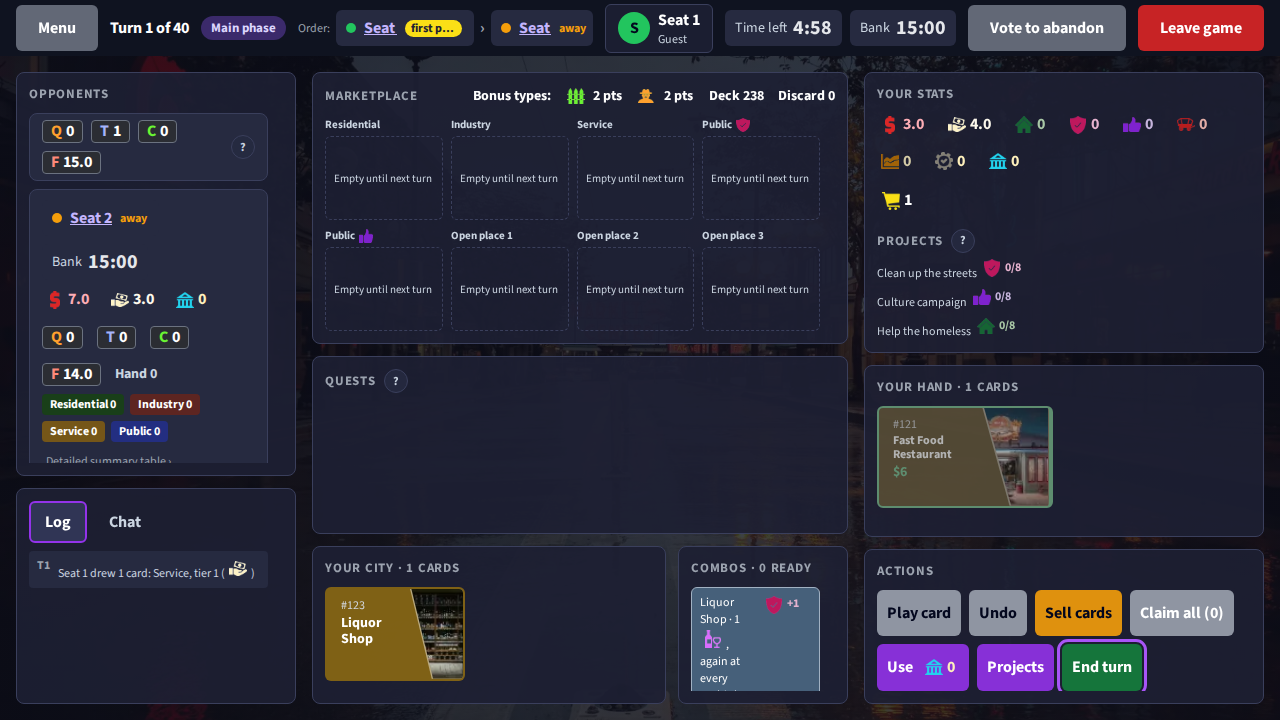 Menu
Turn 1 of 40
Main phase
Order:
Seat
first p...
›
Seat
away
S
Seat 1
Guest
Time left 4:58
Bank 15:00
Vote to abandon
Leave game
OPPONENTS
Q 0
T 1
C 0
F 15.0
?
Seat 2 away
Bank 15:00
7.0
3.0
0
Q 0
T 0
C 0
F 14.0
Hand 0
Residential 0
Industry 0
Service 0
Public 0
Detailed summary table ›
Log
Chat
T1 Seat 1 drew 1 card: Service, tier 1 ( )
MARKETPLACE
Bonus types:
2 pts
2 pts
Deck 238
Discard 0
Residential
Industry
Service
Public
Empty until next turn
Empty until next turn
Empty until next turn
Empty until next turn
Public
Open place 1
Open place 2
Open place 3
Empty until next turn
Empty until next turn
Empty until next turn
Empty until next turn
QUESTS
?
YOUR CITY · 1 CARDS
#123
Liquor
Shop
COMBOS · 0 READY
Liquor
Shop · 1
,
again at
every
+1
YOUR STATS
$ 3.0
4.0
0
0
0
0
0
0
0
1
PROJECTS
?
Clean up the streets 0/8
Culture campaign 0/8
Help the homeless 0/8
YOUR HAND · 1 CARDS
#121
Fast Food
Restaurant
$6
ACTIONS
Play card
Undo
Sell cards
Claim all (0)
Use 0
Projects
End turn